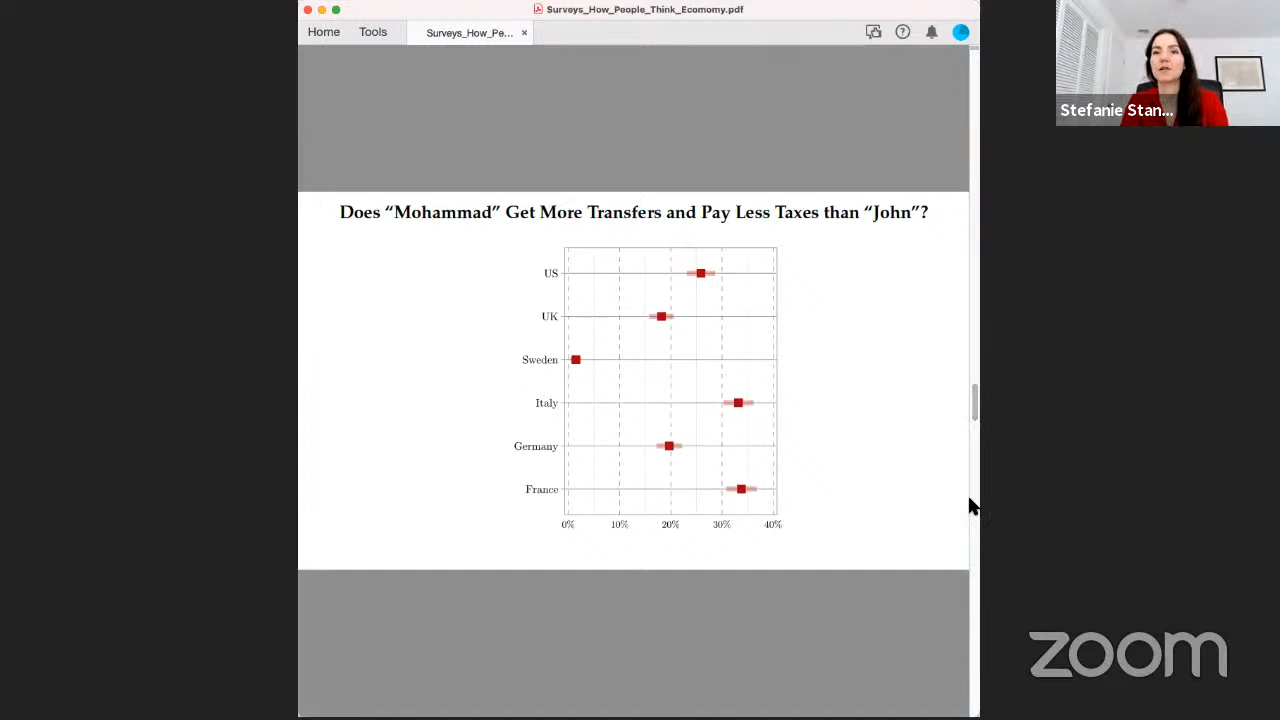 Surveys_How_People_Think_Ecomomy.pdf
Home
Tools
Surveys_How_Pe...
Stefanie Stan...
Does “Mohammad” Get More Transfers and Pay Less Taxes than “John”?
US
UK
Sweden
Italy
Germany
France
0% 10% 20% 30% 40%
zoom